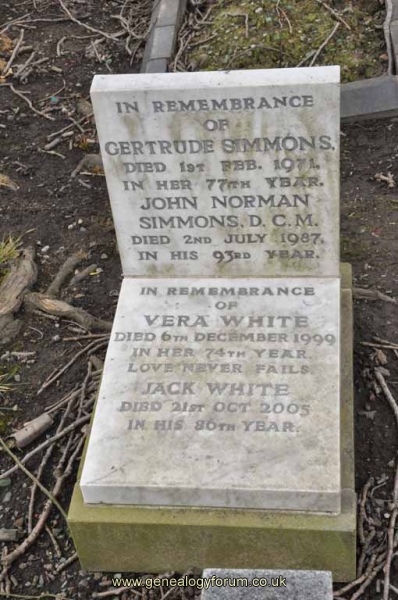 IN REMEMBRANCE
OF
GERTRUDE SIMMONS,
DIED 1ST FEB. 1971.
IN HER 77TH YEAR.
JOHN NORMAN
SIMMONS, D.C.M.
DIED 2ND JULY 1987,
IN HIS 93RD YEAR.
IN REMEMBRANCE
OF
VERA WHITE
DIED 6TH DECEMBER 1999
IN HER 74TH YEAR.
LOVE NEVER FAILS.
JACK WHITE
DIED 21ST OCT 2005
IN HIS 80TH YEAR.
www.genealogyforum.co.uk